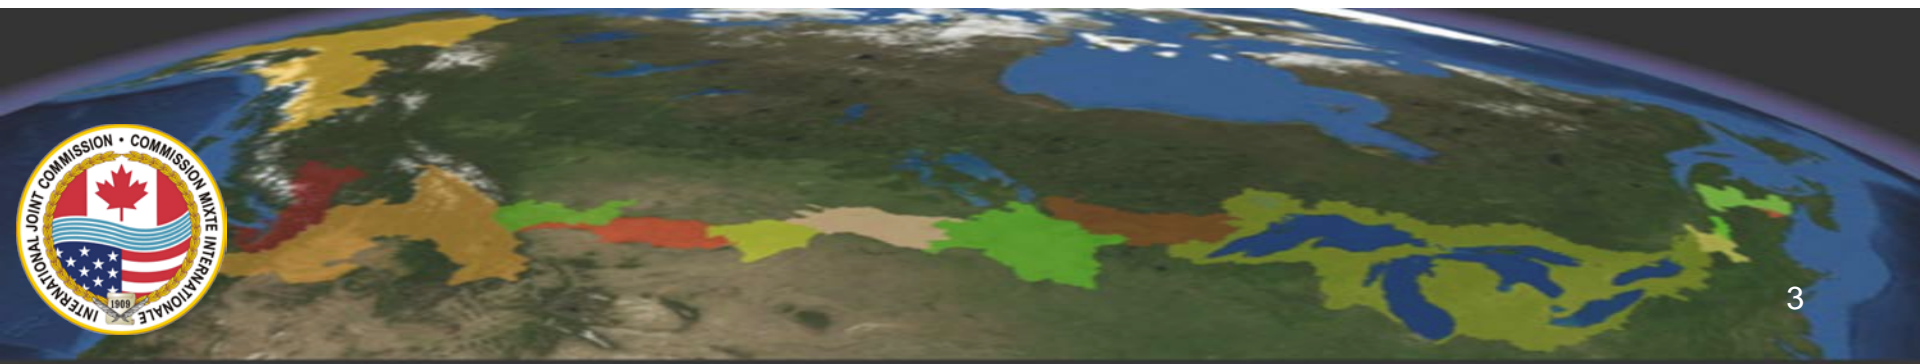 INTERNATIONAL JOINT COMMISSION • COMMISSION MIXTE INTERNATIONALE
1909
3